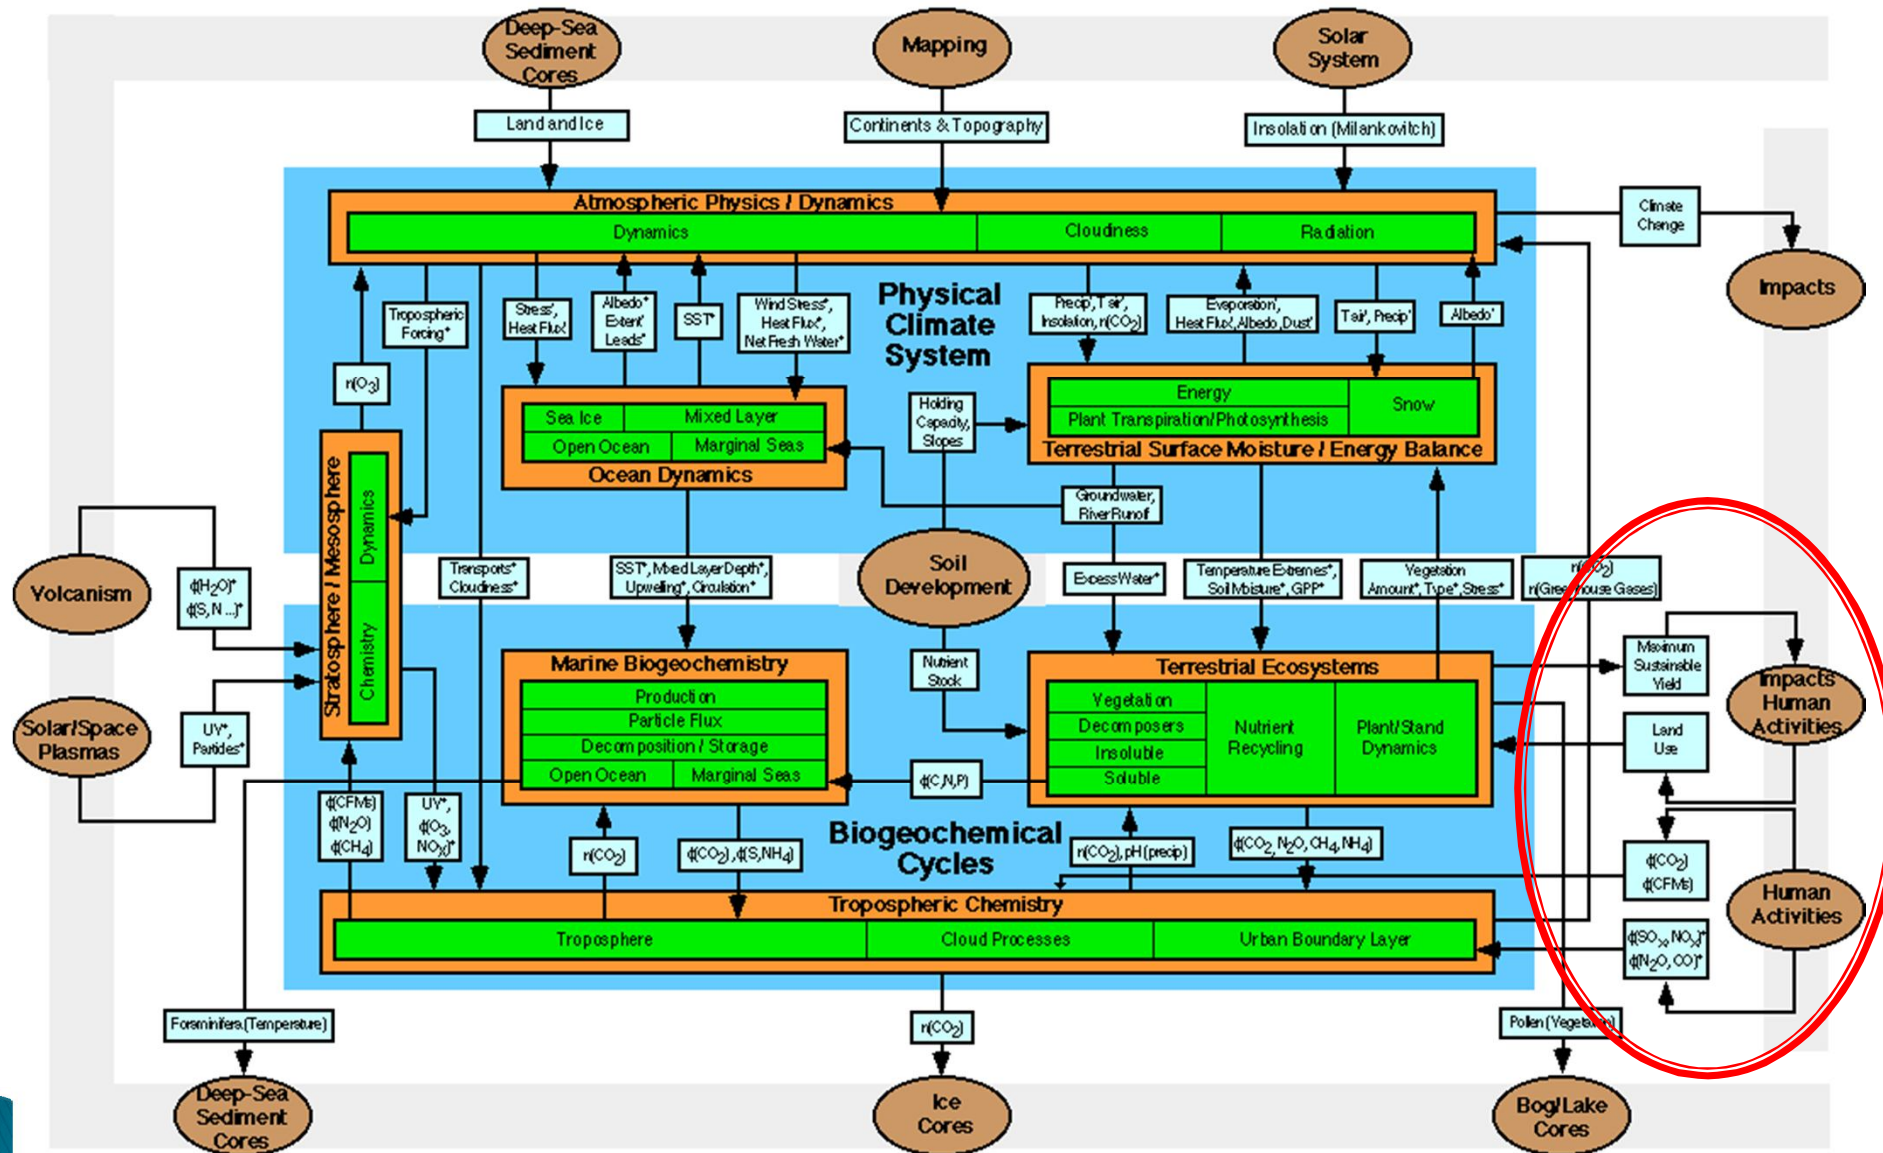 Deep-Sea
Sediment
Cores
Mapping
Solar
System
Land and Ice
Continents & Topography
Insolation (Milankovitch)
Atmospheric Physics / Dynamics
Dynamics
Cloudiness
Radiation
Climate
Change
Impacts
Physical
Climate
System
Tropospheric
Forcing*
Stress',
Heat Flux'
Albedo*
Extent'
Leads*
SST*
Wind Stress*,
Heat Flux*,
Net Fresh Water*
Precip', Tair',
Insolation, n(CO2)
Evaporation',
Heat Flux', Albedo, Dust'
Tair', Precip'
Albedo'
n(O3)
Sea Ice
Mixed Layer
Open Ocean
Marginal Seas
Ocean Dynamics
Holding
Capacity,
Slopes
Energy
Plant Transpiration/Photosynthesis
Snow
Terrestrial Surface Moisture / Energy Balance
Groundwater,
River Runoff
Stratosphere / Mesosphere
Dynamics
Chemistry
Volcanism
¢(H2O)*
¢(S, N ...)*
Transports*
Cloudiness*
SST*, Mixed Layer Depth*,
Upwelling*, Circulation*
Soil
Development
Excess Water*
Temperature Extremes*,
Soil Moisture*, GPP*
Vegetation
Amount*, Type*, Stress*
n(CO2)
n(Greenhouse Gases)
Solar/Space
Plasmas
UV*,
Particles*
Marine Biogeochemistry
Production
Particle Flux
Decomposition / Storage
Open Ocean
Marginal Seas
Nutrient
Stock
Terrestrial Ecosystems
Vegetation
Decomposers
Insoluble
Soluble
Nutrient
Recycling
Plant/Stand
Dynamics
Maximum
Sustainable
Yield
Impacts
Human
Activities
Land
Use
¢(C, N, P)
¢(CFMs)
¢(N2O)
¢(CH4)
UV*,
¢(O3,
NOx)*
n(CO2)
¢(CO2), ¢(S, NH4)
Biogeochemical
Cycles
n(CO2), pH (precip)
¢(CO2, N2O, CH4, NH4)
¢(CO2)
¢(CFMs)
Human
Activities
Tropospheric Chemistry
Troposphere
Cloud Processes
Urban Boundary Layer
¢(SOx, NOx)*
¢(N2O, CO)*
Foraminifera (Temperature)
n(CO2)
Pollen (Vegetation)
Deep-Sea
Sediment
Cores
Ice
Cores
Bog/Lake
Cores